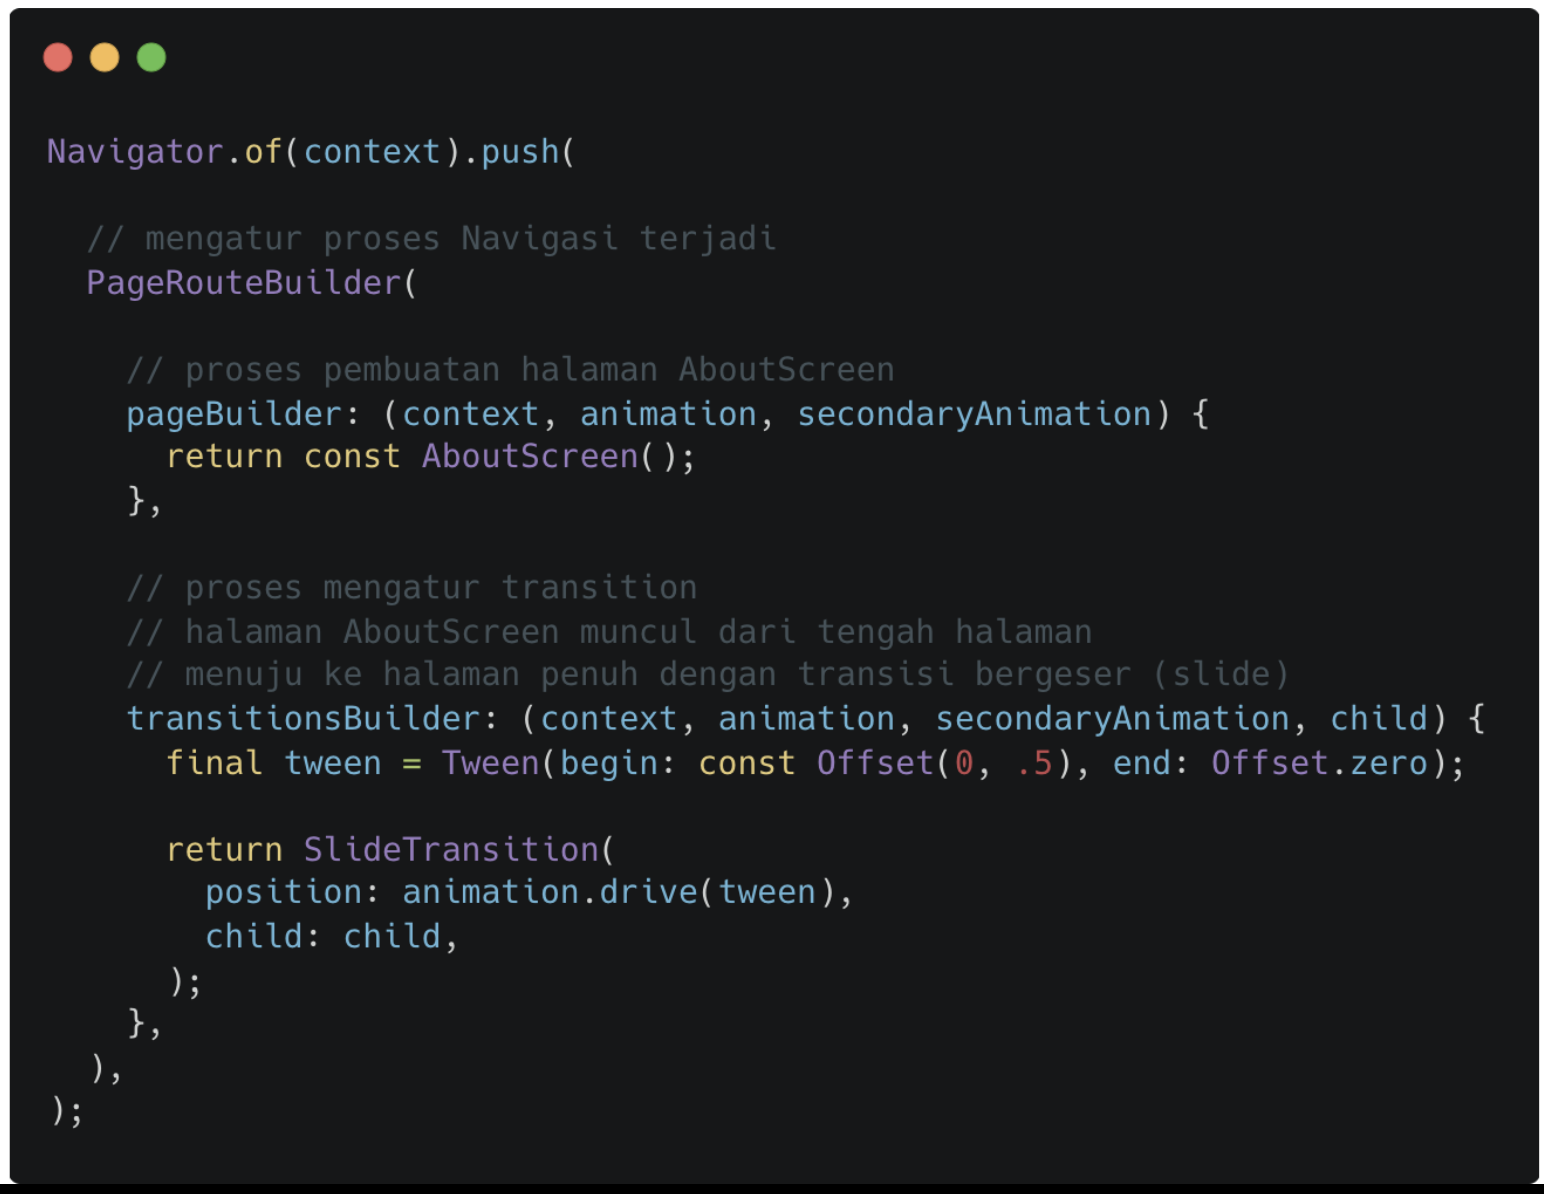 Navigator.of(context).push(
// mengatur proses Navigasi terjadi
PageRouteBuilder(
// proses pembuatan halaman AboutScreen
pageBuilder: (context, animation, secondaryAnimation) {
return const AboutScreen();
},
// proses mengatur transition
// halaman AboutScreen muncul dari tengah halaman
// menuju ke halaman penuh dengan transisi bergeser (slide)
transitionsBuilder: (context, animation, secondaryAnimation, child) {
final tween = Tween(begin: const Offset(0, .5), end: Offset.zero);
return SlideTransition(
position: animation.drive(tween),
child: child,
);
},
),
);